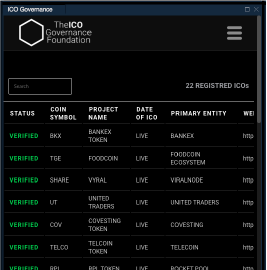 ICO Governance
TheICO
Governance
Foundation
Search
22 REGISTRED ICOs
STATUS COIN SYMBOL PROJECT NAME DATE OF ICO PRIMARY ENTITY WE
VERIFIED BKX BANKEX TOKEN LIVE BANKEX http
VERIFIED TGE FOODCOIN LIVE FOODCOIN ECOSYSTEM http
VERIFIED SHARE VYRAL LIVE VIRALNODE http
VERIFIED UT UNITED TRADERS LIVE UNITED TRADERS http
VERIFIED COV COVESTING TOKEN LIVE COVESTING http
VERIFIED TELCO TELCOIN TOKEN LIVE TELECOIN http
VERIFIED RPL RPL TOKEN LIVE ROCKET POOL http